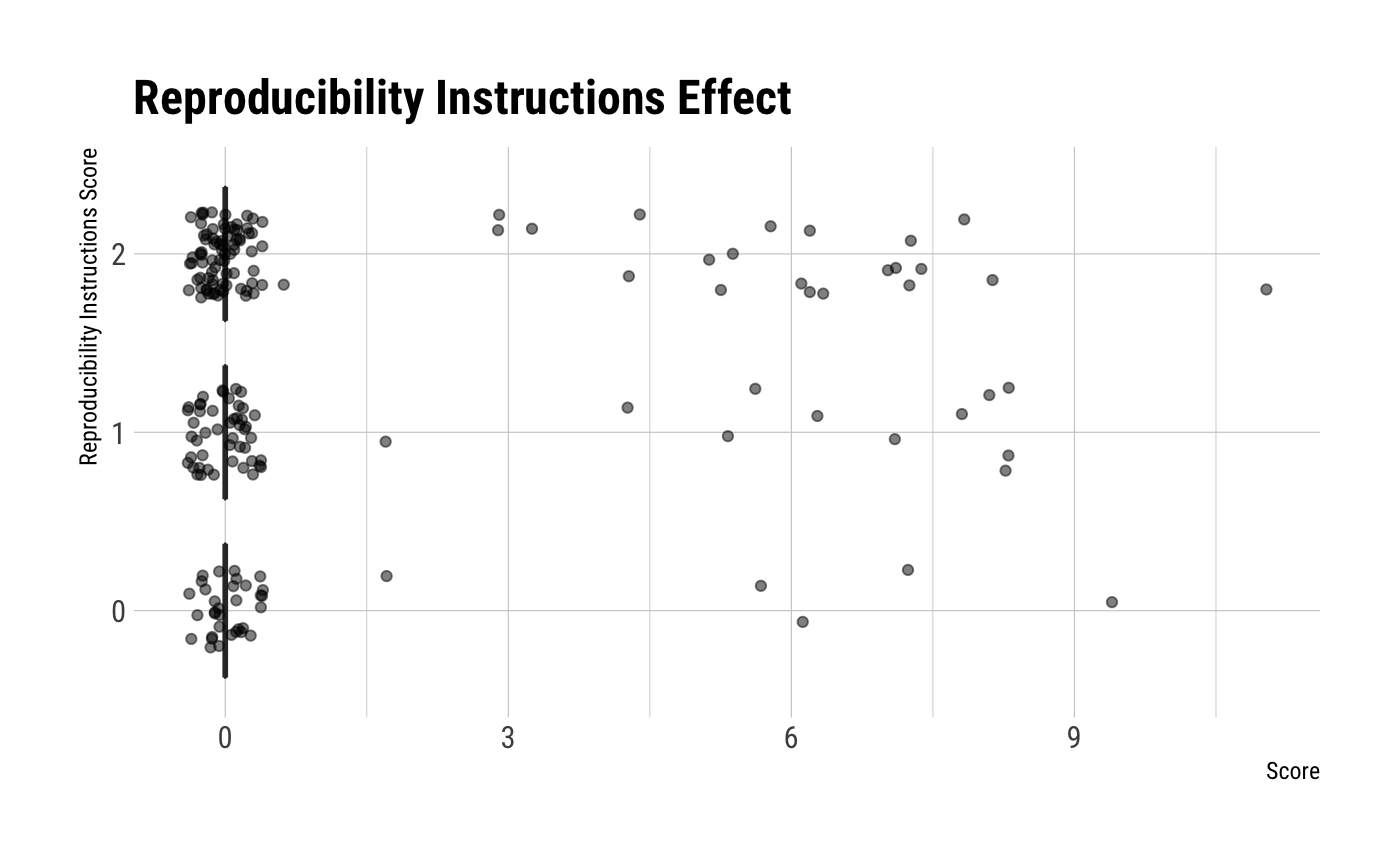 Reproducibility Instructions Effect
Reproducibility Instructions Score
2
1
0
0 3 6 9
Score